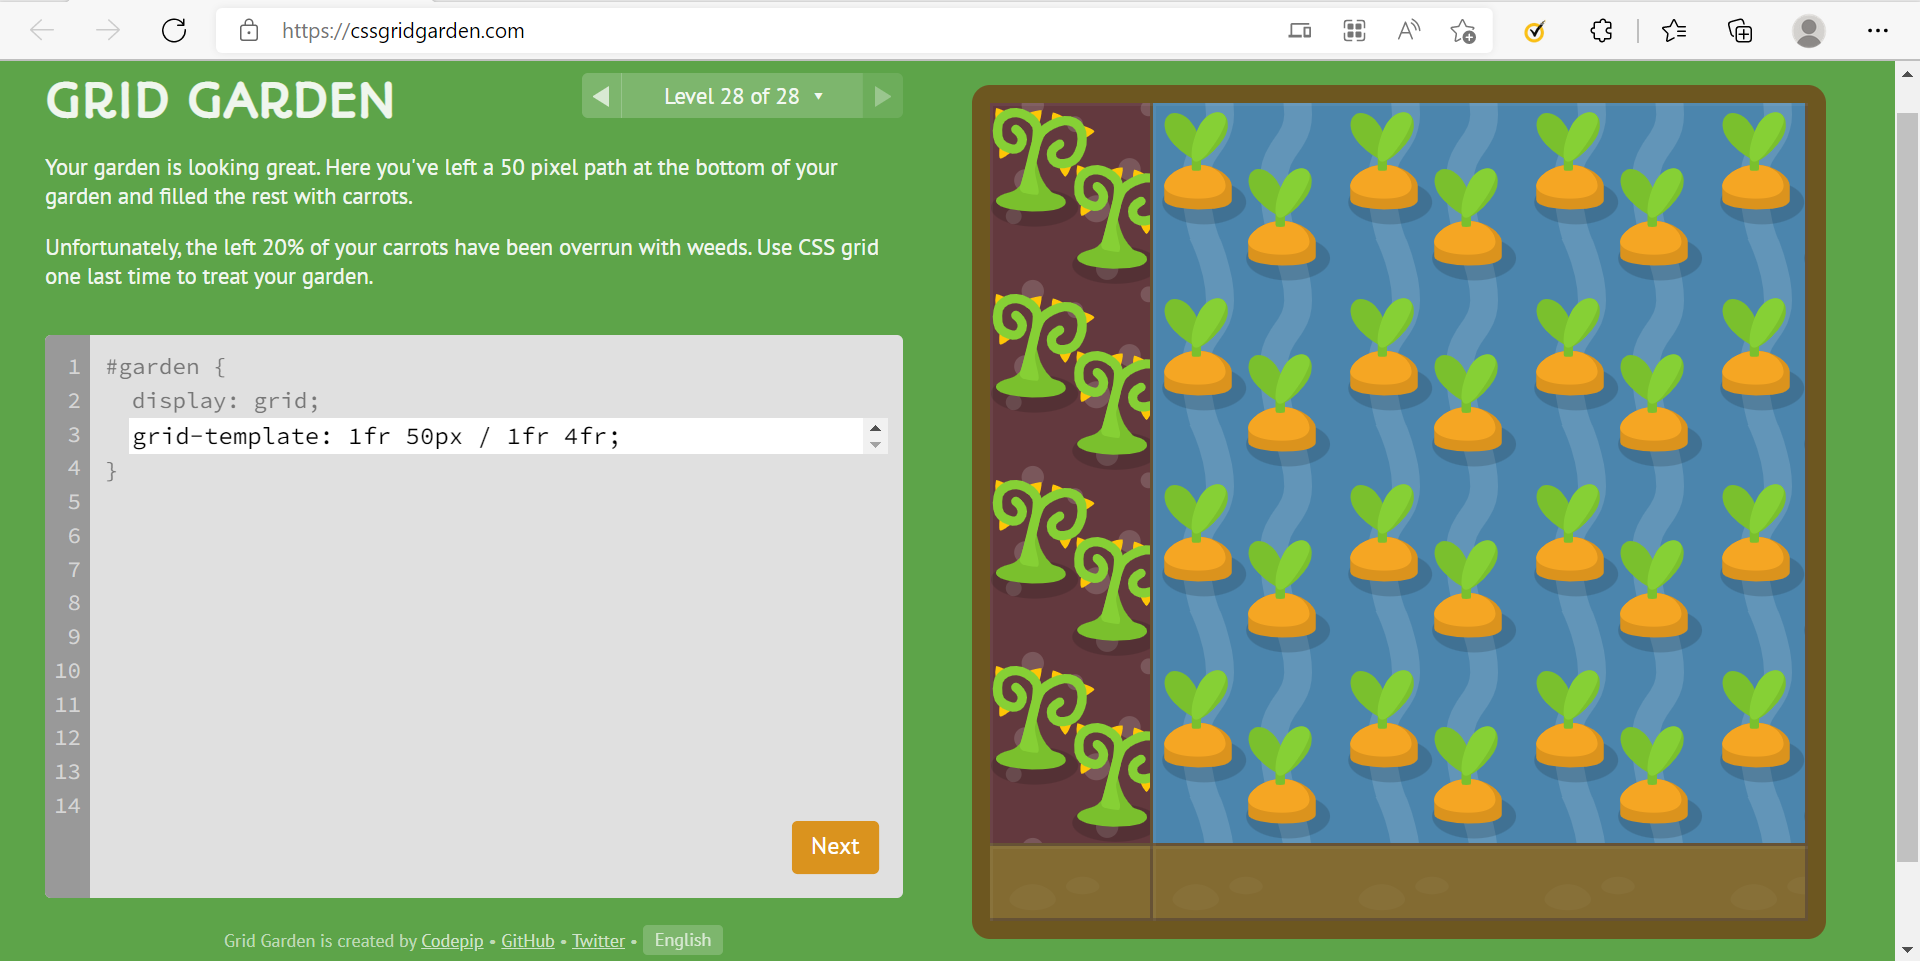 https://cssgridgarden.com
GRID GARDEN
Level 28 of 28
Your garden is looking great. Here you've left a 50 pixel path at the bottom of your
garden and filled the rest with carrots.
Unfortunately, the left 20% of your carrots have been overrun with weeds. Use CSS grid
one last time to treat your garden.
1 #garden {
2 display: grid;
3 grid-template: 1fr 50px / 1fr 4fr;
4 }
5
6
7
8
9
10
11
12
13
14
Next
Grid Garden is created by Codepip • GitHub • Twitter • English